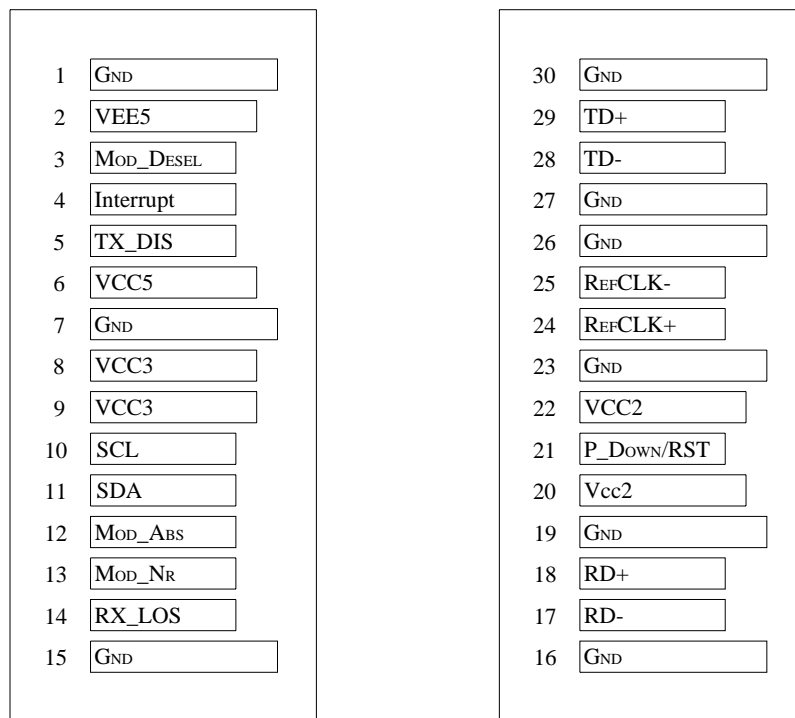 1 GND
2 VEE5
3 MOD_DESEL
4 Interrupt
5 TX_DIS
6 VCC5
7 GND
8 VCC3
9 VCC3
10 SCL
11 SDA
12 MOD_ABS
13 MOD_NR
14 RX_LOS
15 GND
30 GND
29 TD+
28 TD-
27 GND
26 GND
25 REFCLK-
24 REFCLK+
23 GND
22 VCC2
21 P_DOWN/RST
20 Vcc2
19 GND
18 RD+
17 RD-
16 GND